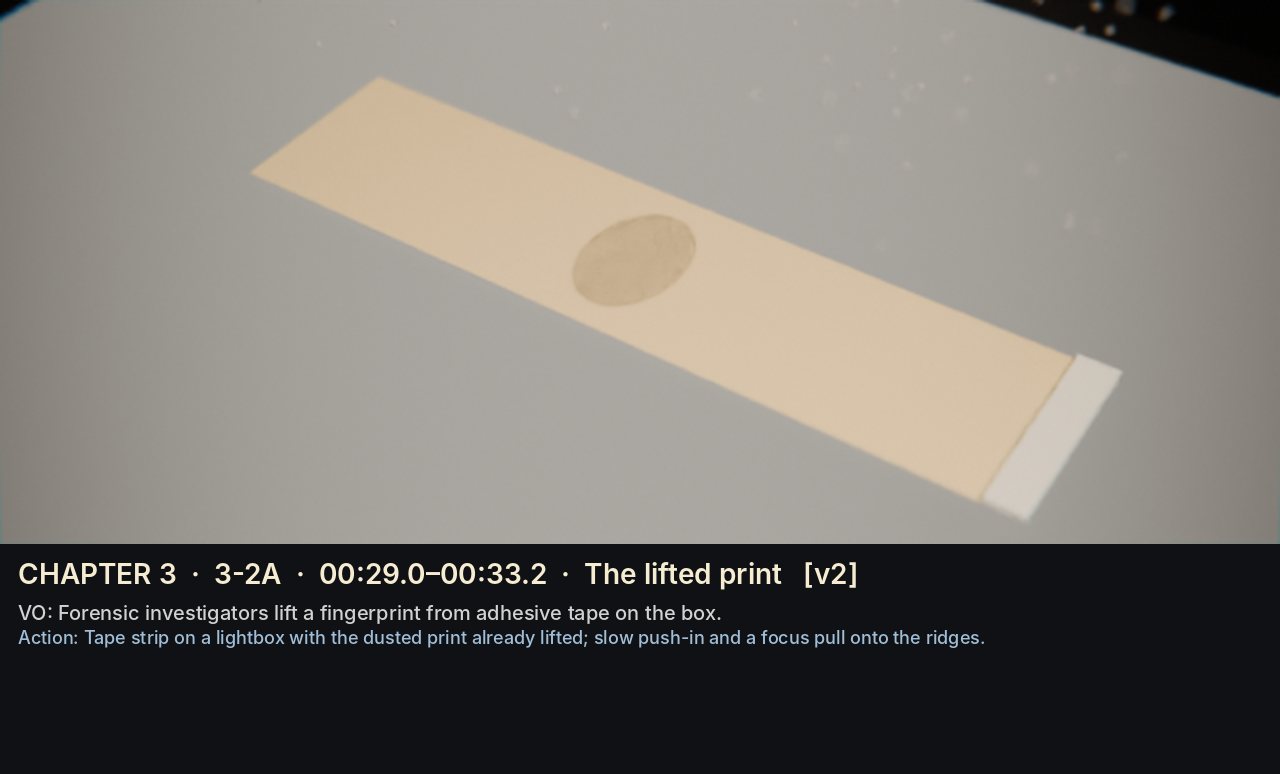 CHAPTER 3 · 3-2A · 00:29.0–00:33.2 · The lifted print [v2]
VO: Forensic investigators lift a fingerprint from adhesive tape on the box.
Action: Tape strip on a lightbox with the dusted print already lifted; slow push-in and a focus pull onto the ridges.